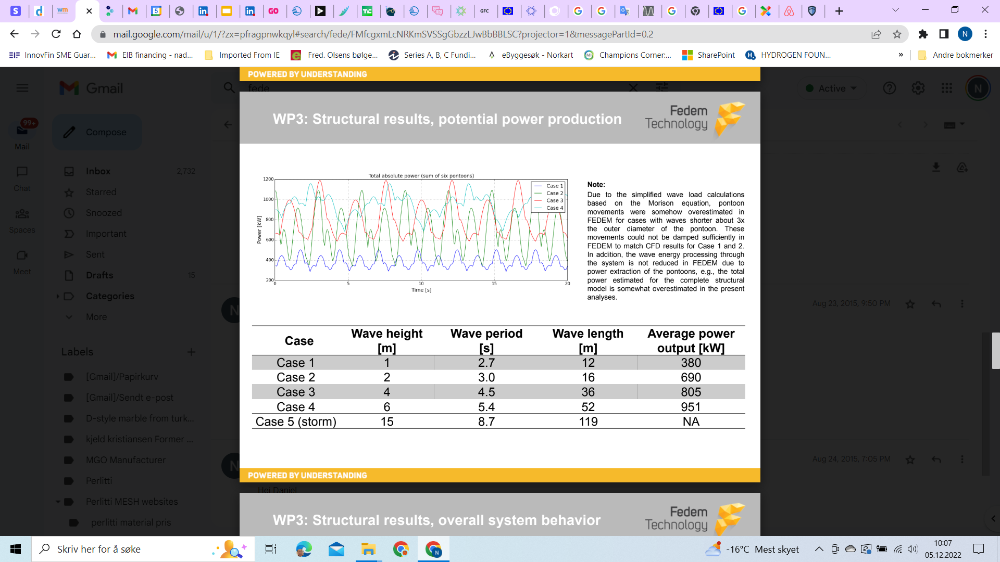 mail.google.com/mail/u/1/?zx=pfragpnwkqyl#search/fede/FMfcgxmLcNRKmSVSSgGbzzLJwBbBBLSC?projector=1&messagePartId=0.2
InnovFin SME Guar...
EIB financing - nad...
Imported From IE
Fred. Olsens bølge...
Series A, B, C Fundi...
eByggesøk - Norkart
Champions Corner:...
SharePoint
HYDROGEN FOUN...
»
Andre bokmerker
POWERED BY UNDERSTANDING
Gmail
fede
Active
N
99+
Mail
Chat
Spaces
Meet
Compose
Inbox 2,732
Starred
Snoozed
Important
Sent
Drafts 15
Categories
More
Labels
[Gmail]/Papirkurv
[Gmail]/Sendt e-post
D-style marble from turk...
kjeld kristiansen Former ...
MGO Manufacturer
Perlitti
Perlitti MESH websites
perlitti material pris
WP3: Structural results, potential power production
Fedem
Technology
Total absolute power (sum of six pontoons)
Power [kW]
1200
1000
800
600
400
200
0 5 10 15 20
Time [s]
Case 1
Case 2
Case 3
Case 4
Note:
Due to the simplified wave load calculations
based on the Morison equation, pontoon
movements were somehow overestimated in
FEDEM for cases with waves shorter about 3x
the outer diameter of the pontoon. These
movements could not be damped sufficiently in
FEDEM to match CFD results for Case 1 and 2.
In addition, the wave energy processing through
the system is not reduced in FEDEM due to
power extraction of the pontoons, e.g., the total
power estimated for the complete structural
model is somewhat overestimated in the present
analyses.
Case Wave height [m] Wave period [s] Wave length [m] Average power output [kW]
Case 1 1 2.7 12 380
Case 2 2 3.0 16 690
Case 3 4 4.5 36 805
Case 4 6 5.4 52 951
Case 5 (storm) 15 8.7 119 NA
Aug 23, 2015, 9:50 PM
Aug 24, 2015, 7:05 PM
POWERED BY UNDERSTANDING
Hei Daniel
WP3: Structural results, overall system behavior
Fedem
Technology
Skriv her for å søke
-16°C Mest skyet
10:07
05.12.2022